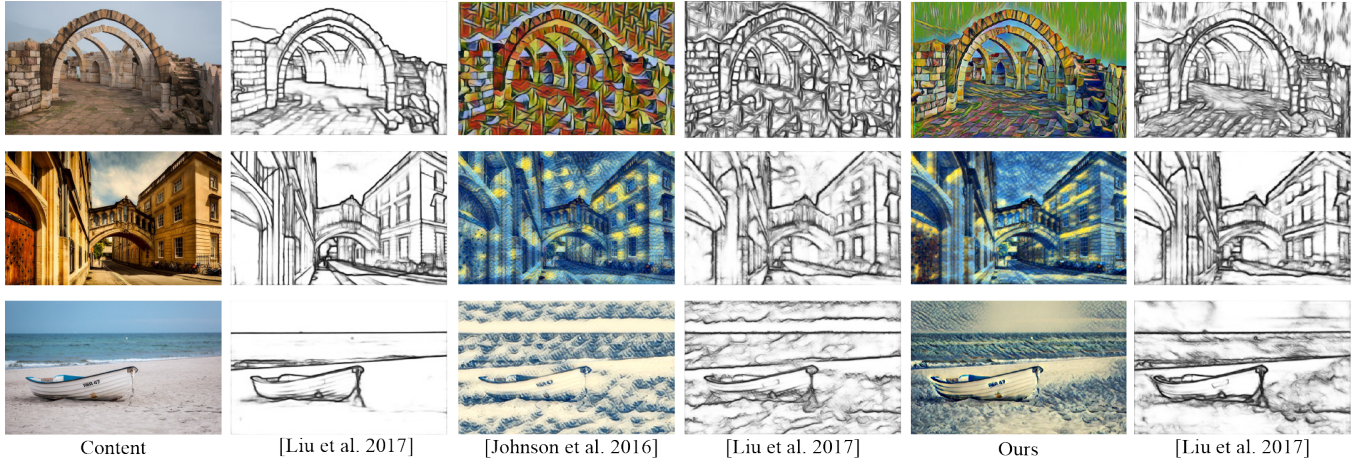 Content
[Liu et al. 2017]
[Johnson et al. 2016]
[Liu et al. 2017]
Ours
[Liu et al. 2017]